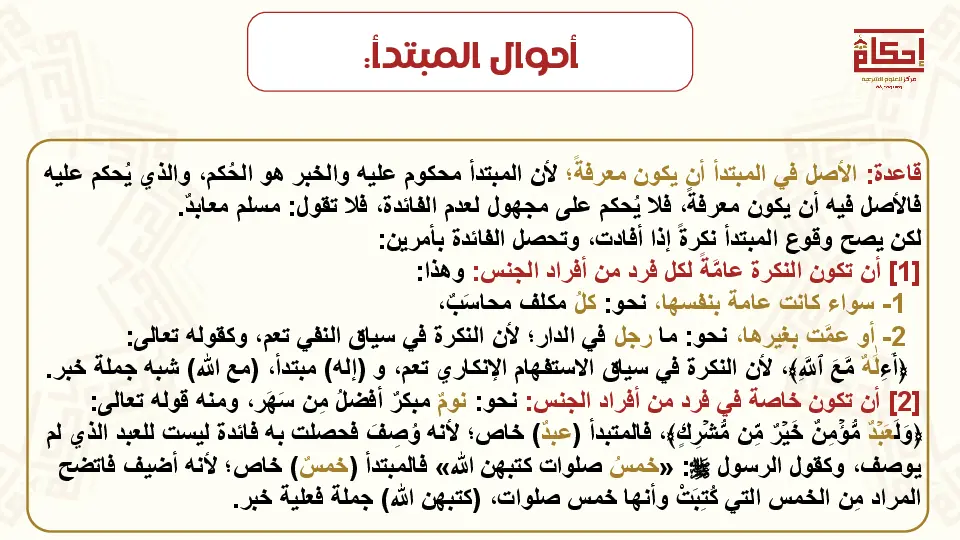 أحوال المبتدأ:
إحكام
مركز للعلوم الشرعية
قاعدة: الأصل في المبتدأ أن يكون معرفةً؛ لأن المبتدأ محكوم عليه والخبر هو الحُكم، والذي يُحكم عليه
فالأصل فيه أن يكون معرفةً، فلا يُحكم على مجهول لعدم الفائدة، فلا تقول: مسلم معابدٌ.
لكن يصح وقوع المبتدأ نكرةً إذا أفادت، وتحصل الفائدة بأمرين:
[1] أن تكون النكرة عامَّةً لكل فرد من أفراد الجنس: وهذا:
1- سواء كانت عامة بنفسها، نحو: كلُ مكلف محاسَبٌ،
2- أو عمَّت بغيرها، نحو: ما رجل في الدار؛ لأن النكرة في سياق النفي تعم، وكقوله تعالى:
﴿أَءِلَٰهٌ مَّعَ ٱللَّهِ﴾، لأن النكرة في سياق الاستفهام الإنكاري تعم، و (إله) مبتدأ، (مع الله) شبه جملة خبر.
[2] أن تكون خاصة في فرد من أفراد الجنس: نحو: نومٌ مبكرٌ أفضلُ مِن سَهَر، ومنه قوله تعالى:
﴿وَلَعَبۡدٌ مُّؤۡمِنٌ خَيۡرٌ مِّن مُّشۡرِكٍ﴾، فالمتبدأ (عبدٌ) خاص؛ لأنه وُصِفَ فحصلت به فائدة ليست للعبد الذي لم
يوصف، وكقول الرسول ﷺ: «خمسُ صلوات كتبهن الله» فالمبتدأ (خمسٌ) خاص؛ لأنه أضيف فاتضح
المراد مِن الخمس التي كُتِبَتْ وأنها خمس صلوات، (كتبهن الله) جملة فعلية خبر.